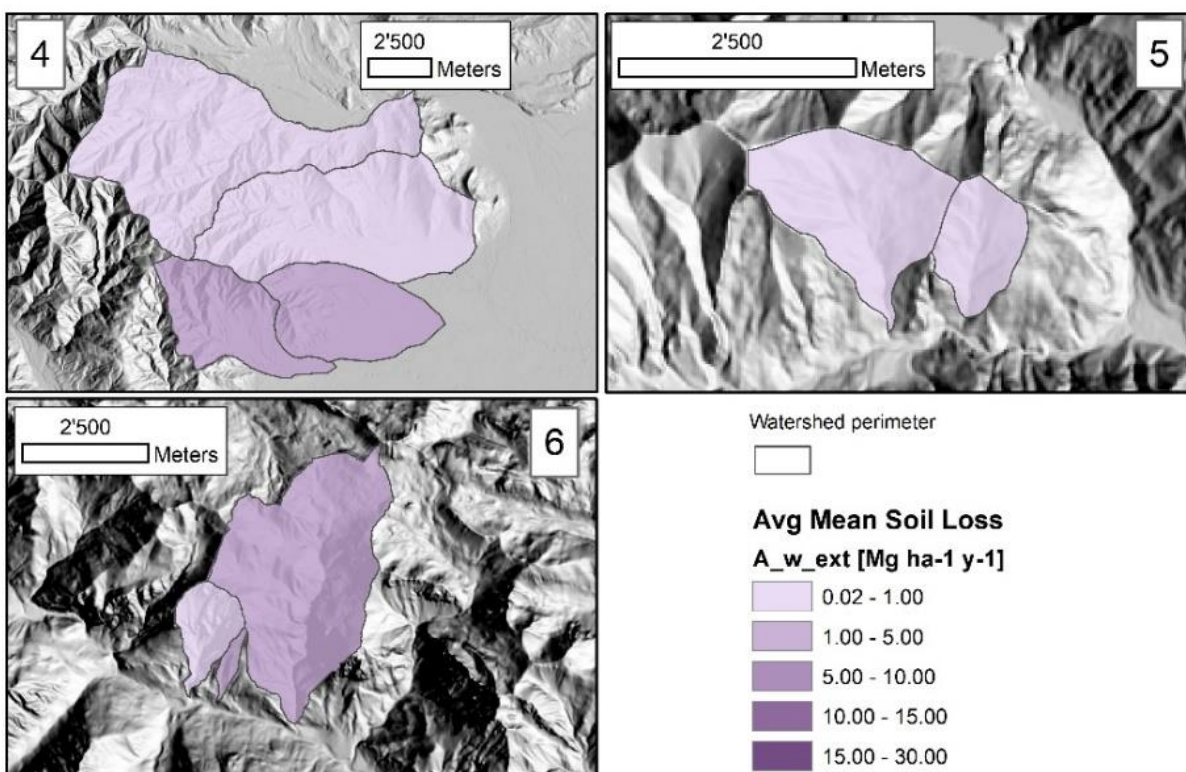 4
2'500
Meters
2'500
Meters
5
2'500
Meters
6
Watershed perimeter
Avg Mean Soil Loss
A_w_ext [Mg ha-1 y-1]
0.02 - 1.00
1.00 - 5.00
5.00 - 10.00
10.00 - 15.00
15.00 - 30.00